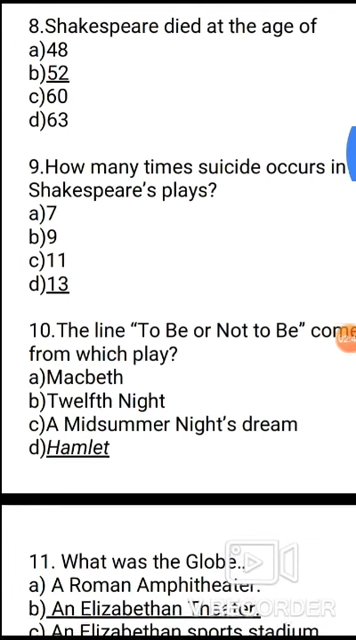 8.Shakespeare died at the age of
a)48
b)52
c)60
d)63
9.How many times suicide occurs in
Shakespeare's plays?
a)7
b)9
c)11
d)13
10.The line “To Be or Not to Be” come
from which play?
a)Macbeth
b)Twelfth Night
c)A Midsummer Night's dream
d)Hamlet
11. What was the Globe..
a) A Roman Amphitheater.
b) An Elizabethan Theater.
c) An Elizabethan sports stadium